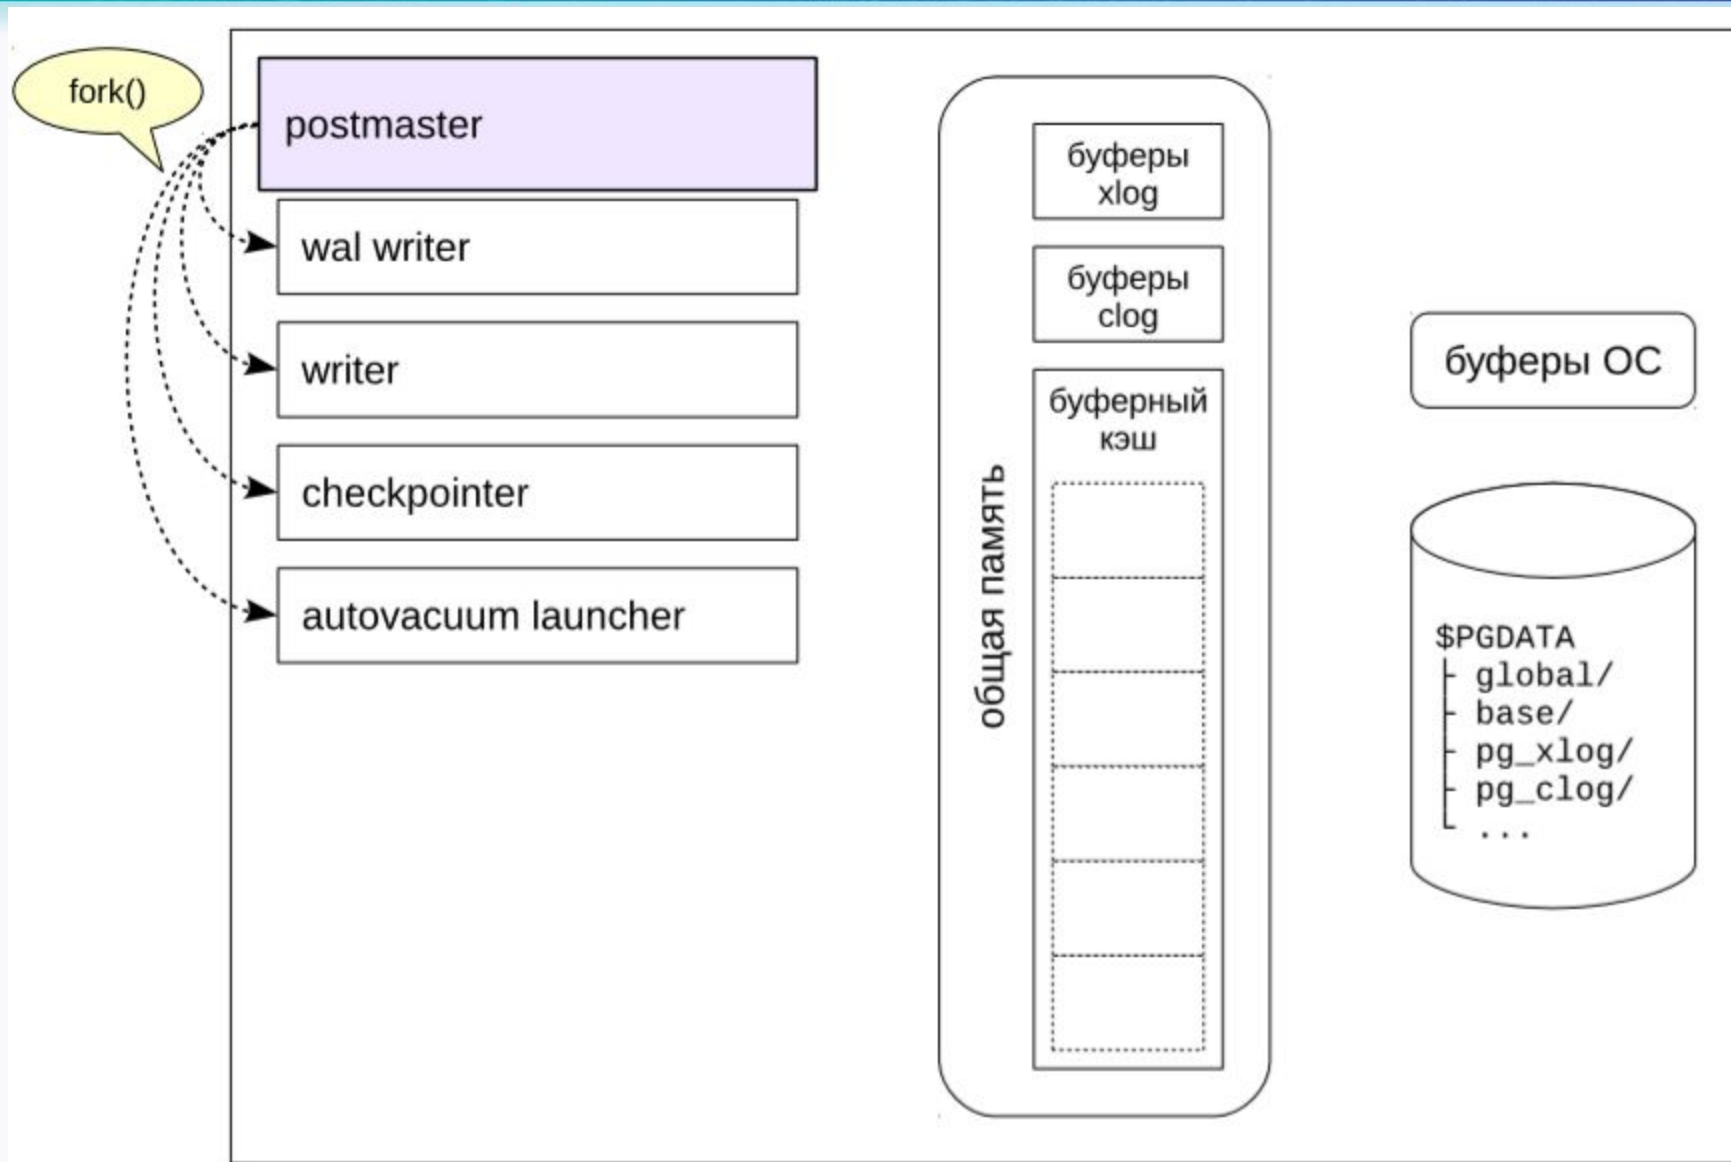 fork()
postmaster
wal writer
writer
checkpointer
autovacuum launcher
общая память
буферы
xlog
буферы
clog
буферный
кэш
буферы ОС
$PGDATA
global/
base/
pg_xlog/
pg_clog/
...